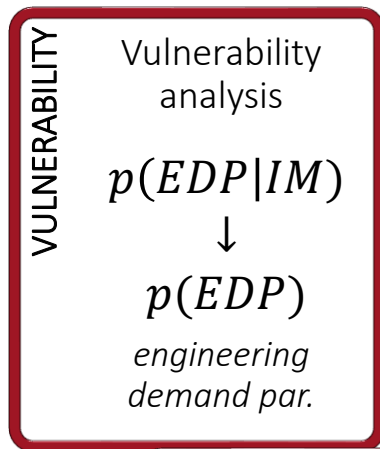 VULNERABILITY
Vulnerability
analysis
p(EDP|IM)
↓
p(EDP)
engineering
demand par.